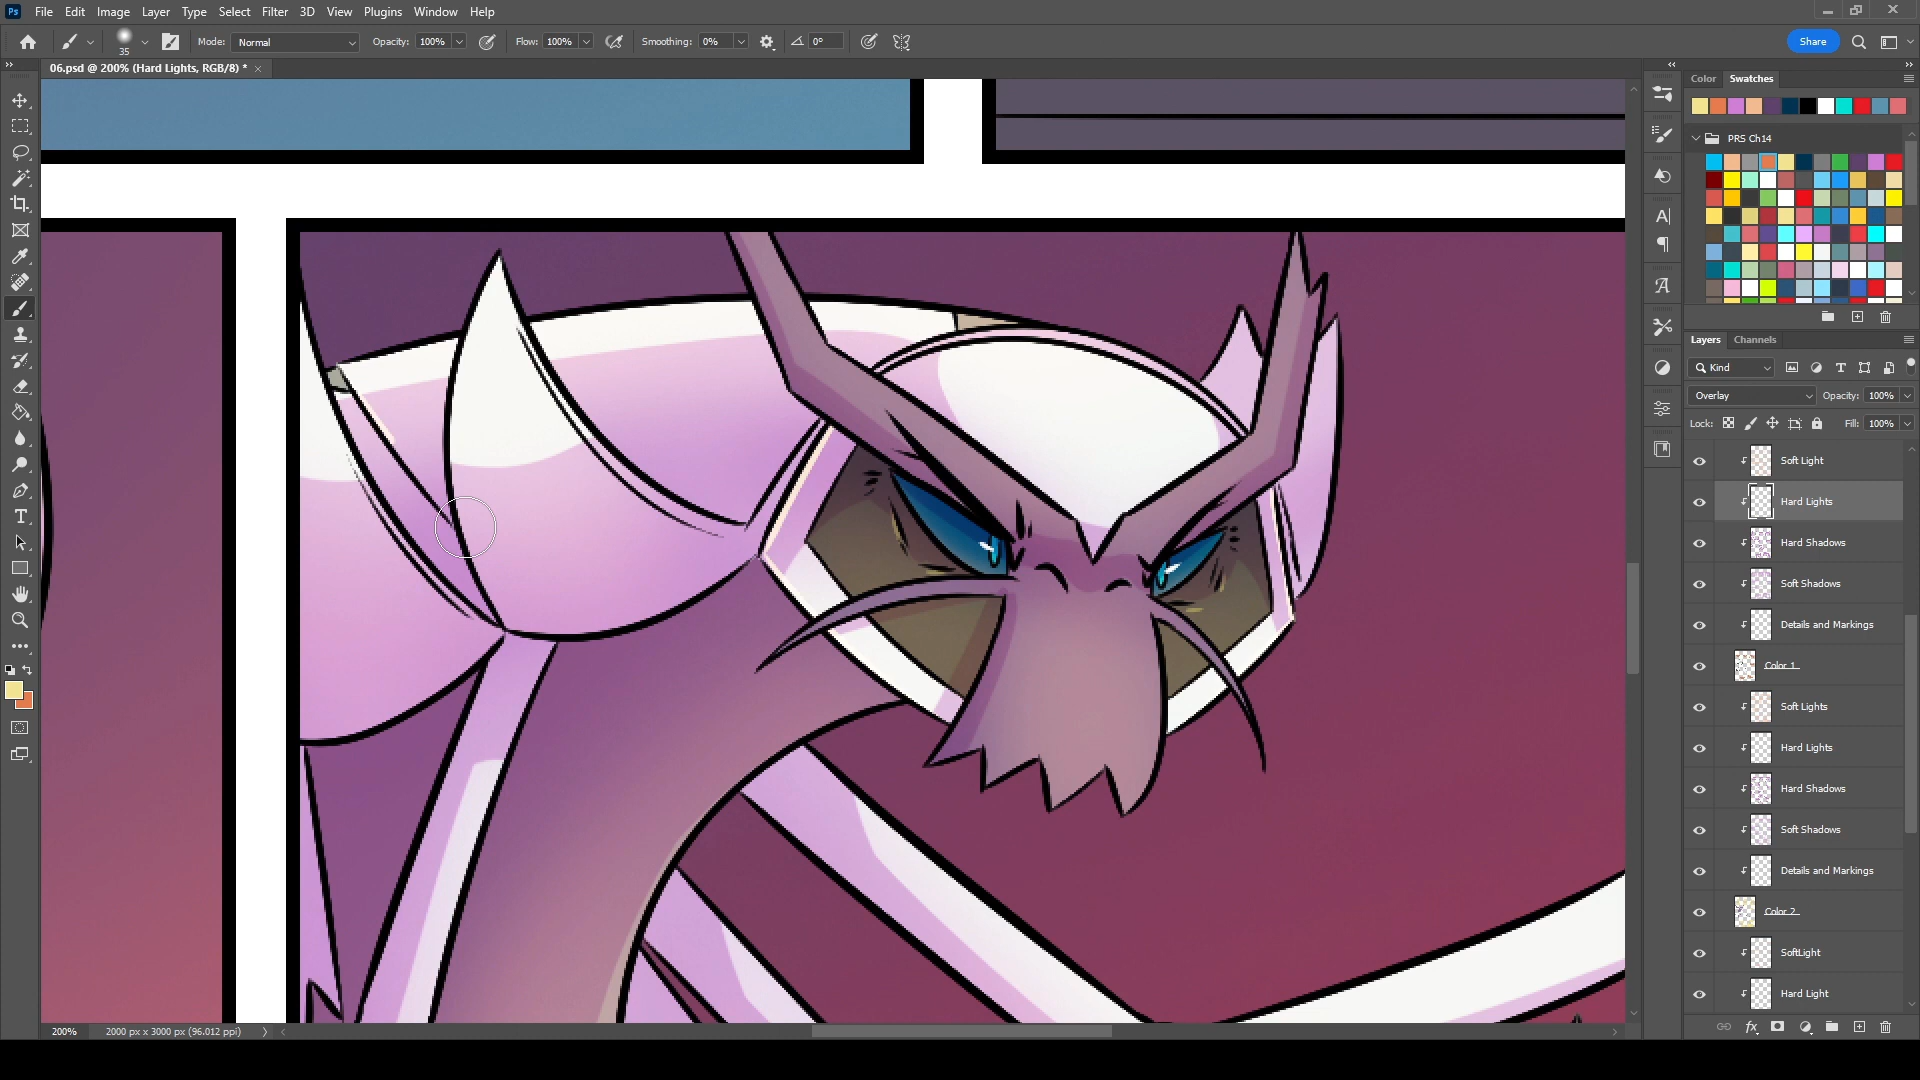 Ps File Edit Image Layer Type Select Filter 3D View Plugins Window Help
35 Mode: Normal Opacity: 100% Flow: 100% Smoothing: 0% 0° Share
06.psd @ 200% (Hard Lights, RGB/8) *
Color Swatches
PRS Ch14
Layers Channels
Kind
Overlay Opacity: 100%
Lock: Fill: 100%
Soft Light
Hard Lights
Hard Shadows
Soft Shadows
Details and Markings
Color 1
Soft Lights
Hard Lights
Hard Shadows
Soft Shadows
Details and Markings
Color 2
SoftLight
Hard Light
200% 2000 px x 3000 px (96.012 ppi)